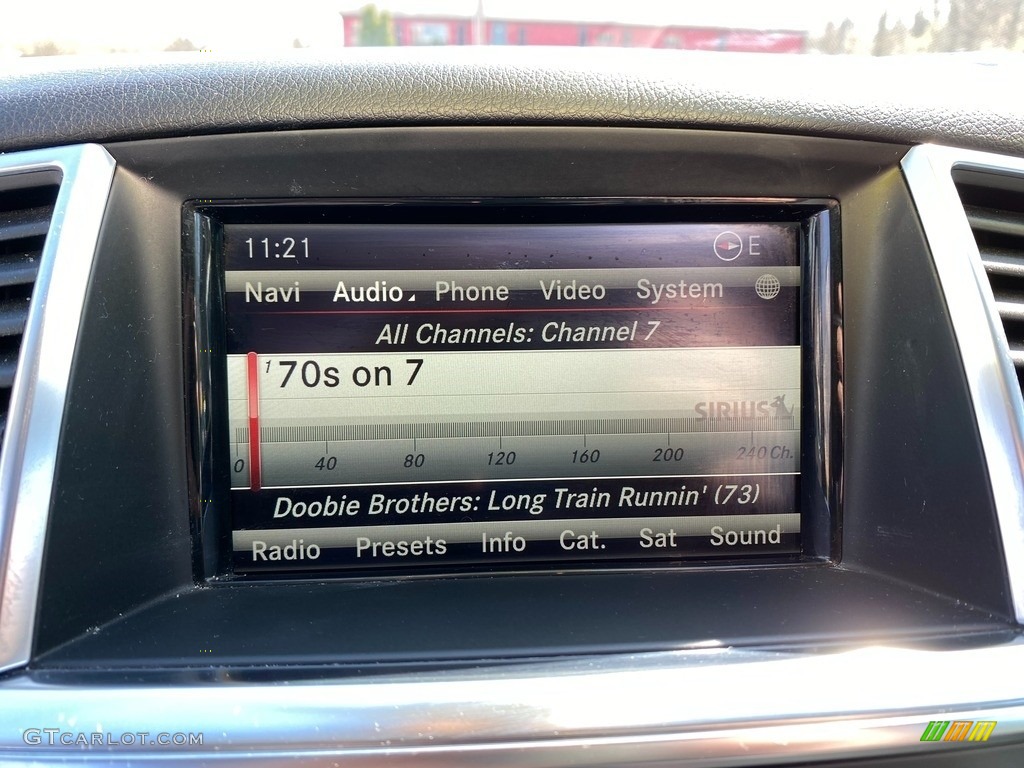 11:21 E
Navi Audio Phone Video System
All Channels: Channel 7
1 '70s on 7
SIRIUS
0 40 80 120 160 200 240 Ch.
Doobie Brothers: Long Train Runnin' (73)
Radio Presets Info Cat. Sat Sound
GTCARLOT.COM